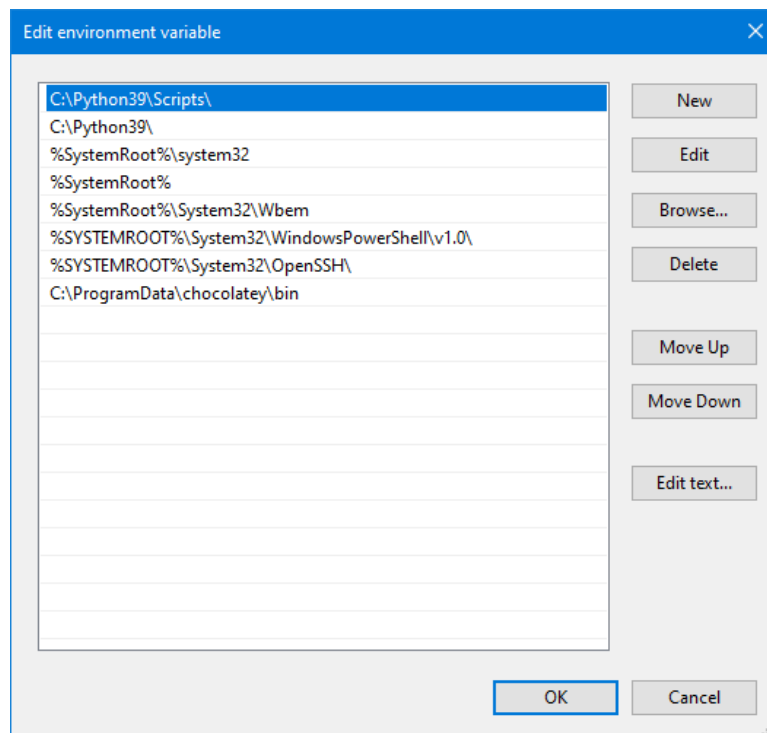 Edit environment variable
C:\Python39\Scripts\
New
C:\Python39\
%SystemRoot%\system32
Edit
%SystemRoot%
%SystemRoot%\System32\Wbem
Browse...
%SYSTEMROOT%\System32\WindowsPowerShell\v1.0\
%SYSTEMROOT%\System32\OpenSSH\
Delete
C:\ProgramData\chocolatey\bin
Move Up
Move Down
Edit text...
OK
Cancel